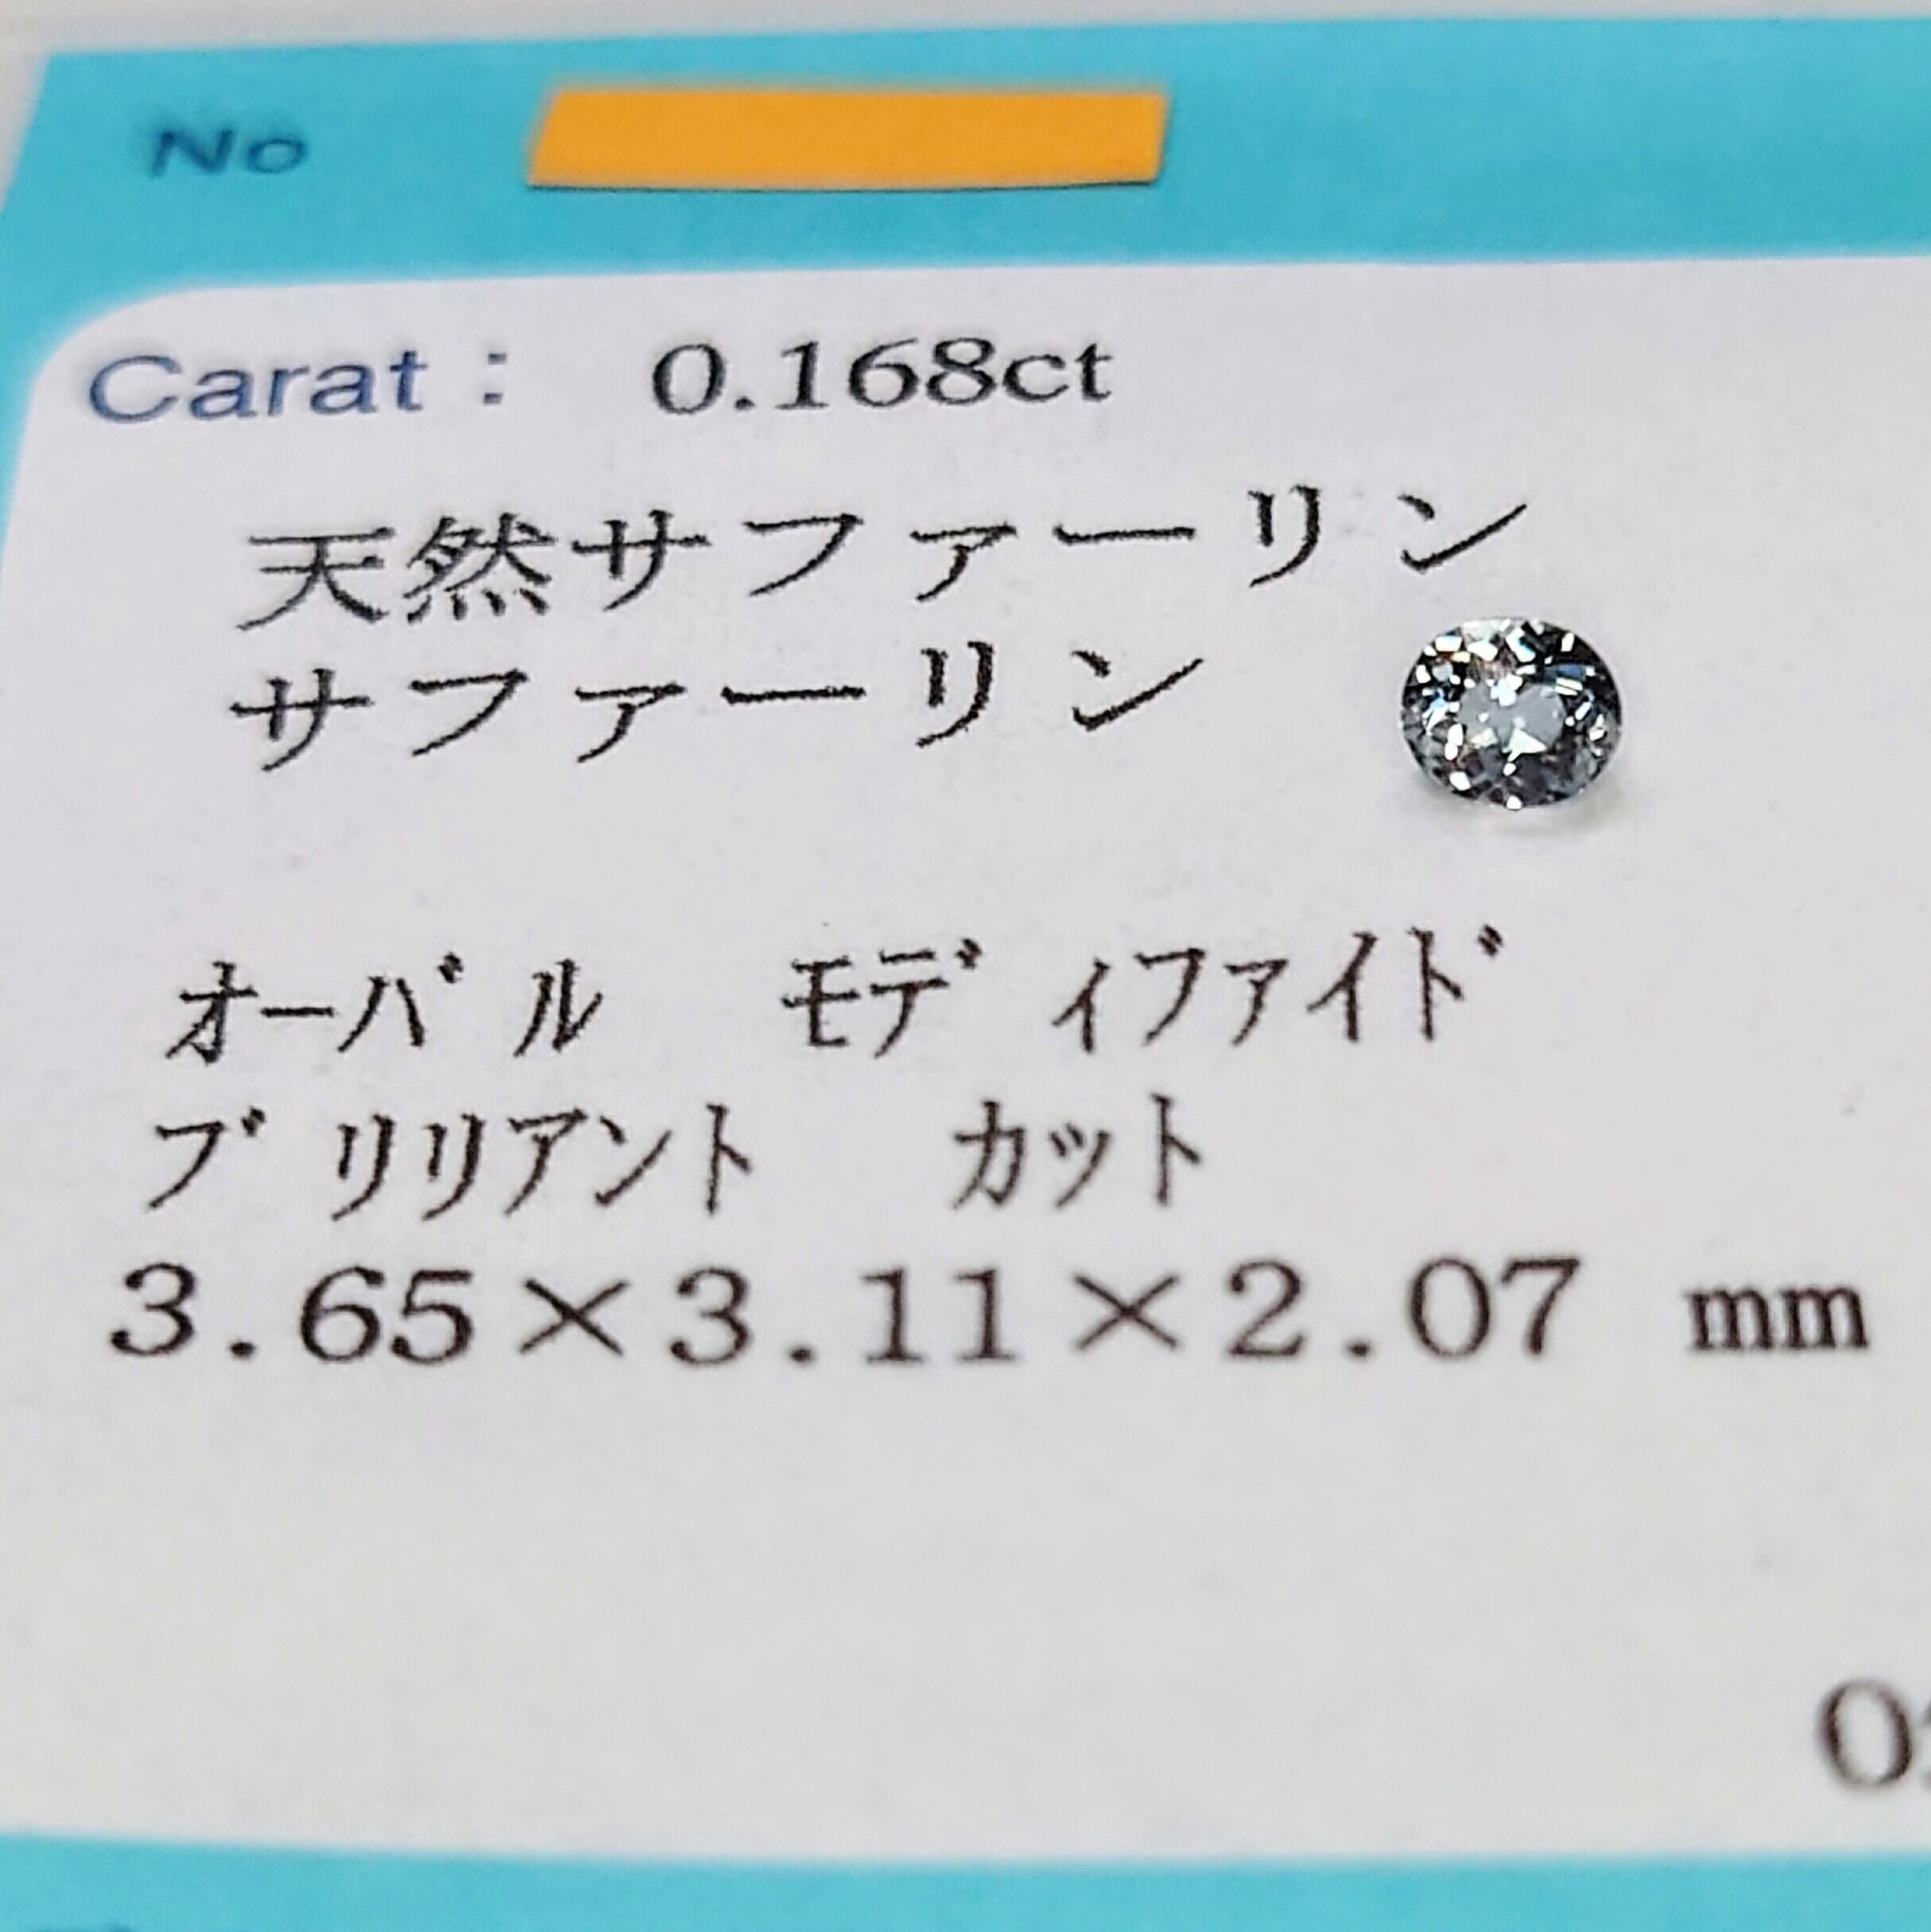 No
Carat : 0.168ct
天然サファーリン
サファーリン
ｵｰﾊﾞﾙ ﾓﾃﾞｨﾌｧｲﾄﾞ
ﾌﾞﾘﾘｱﾝﾄ ｶｯﾄ
3.65×3.11×2.07 mm